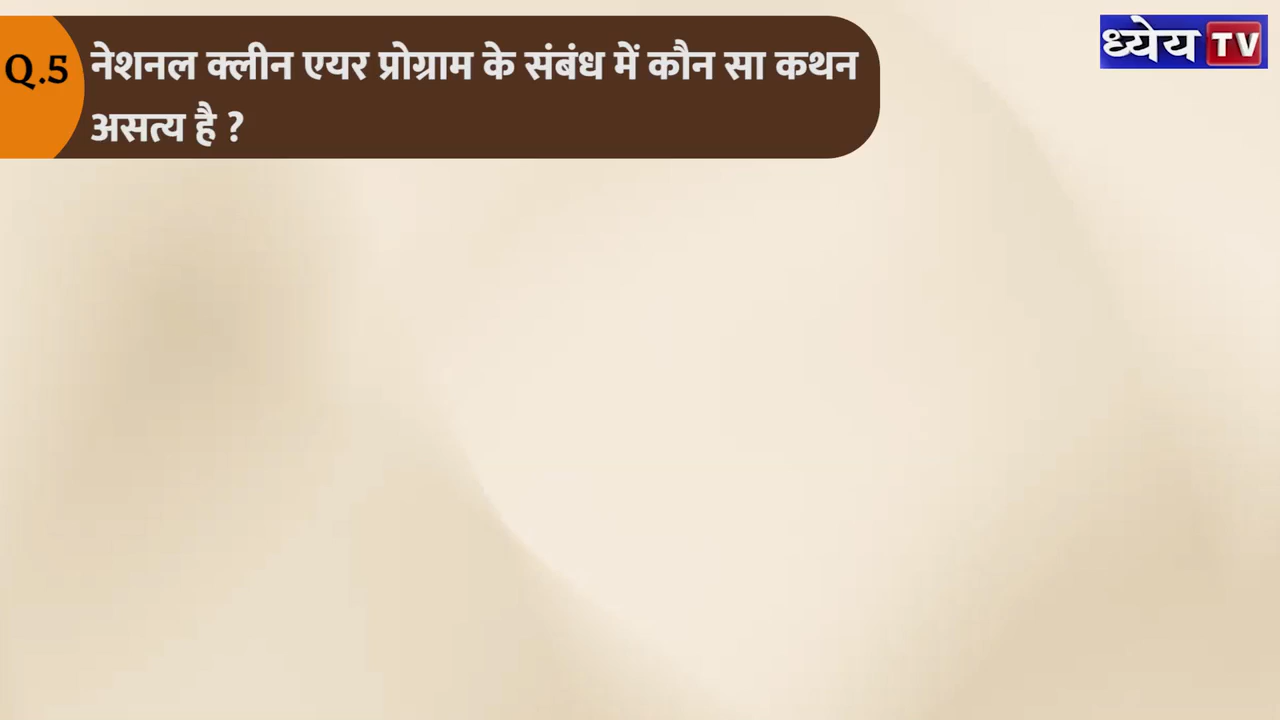 Q.5
नेशनल क्लीन एयर प्रोग्राम के संबंध में कौन सा कथन
असत्य है ?
ध्येय TV